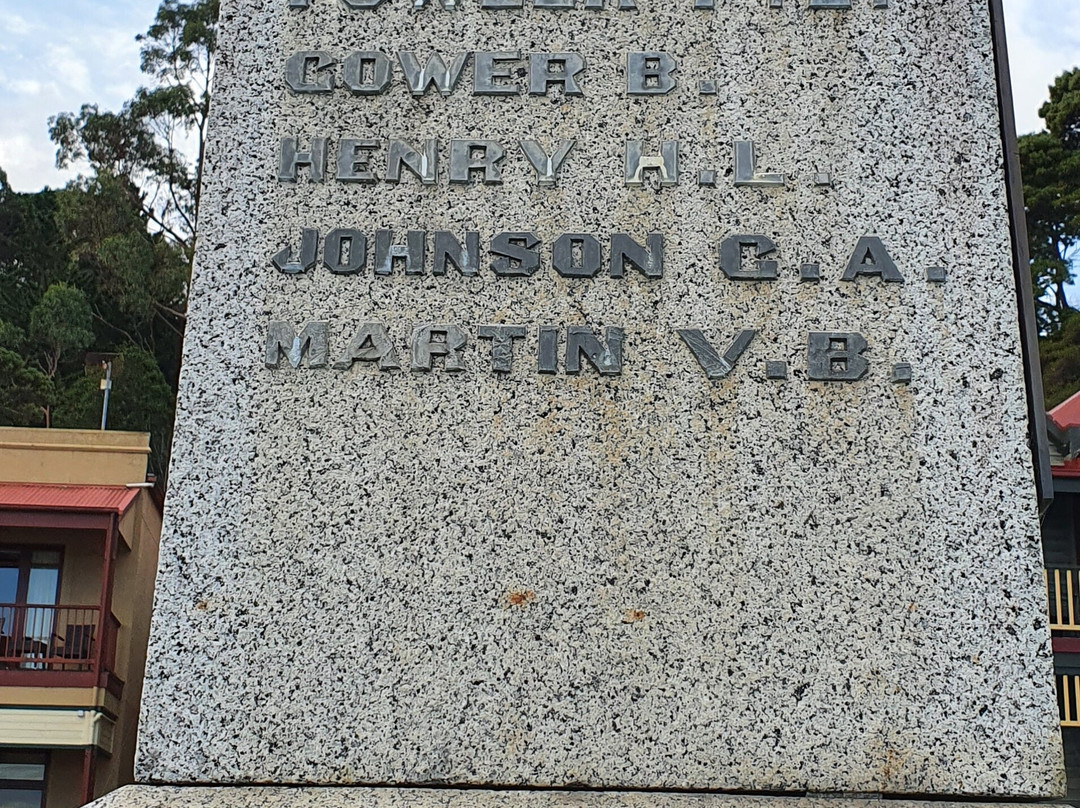 GOWER B.
HENRY H.L.
JOHNSON G.A.
MARTIN V.B.